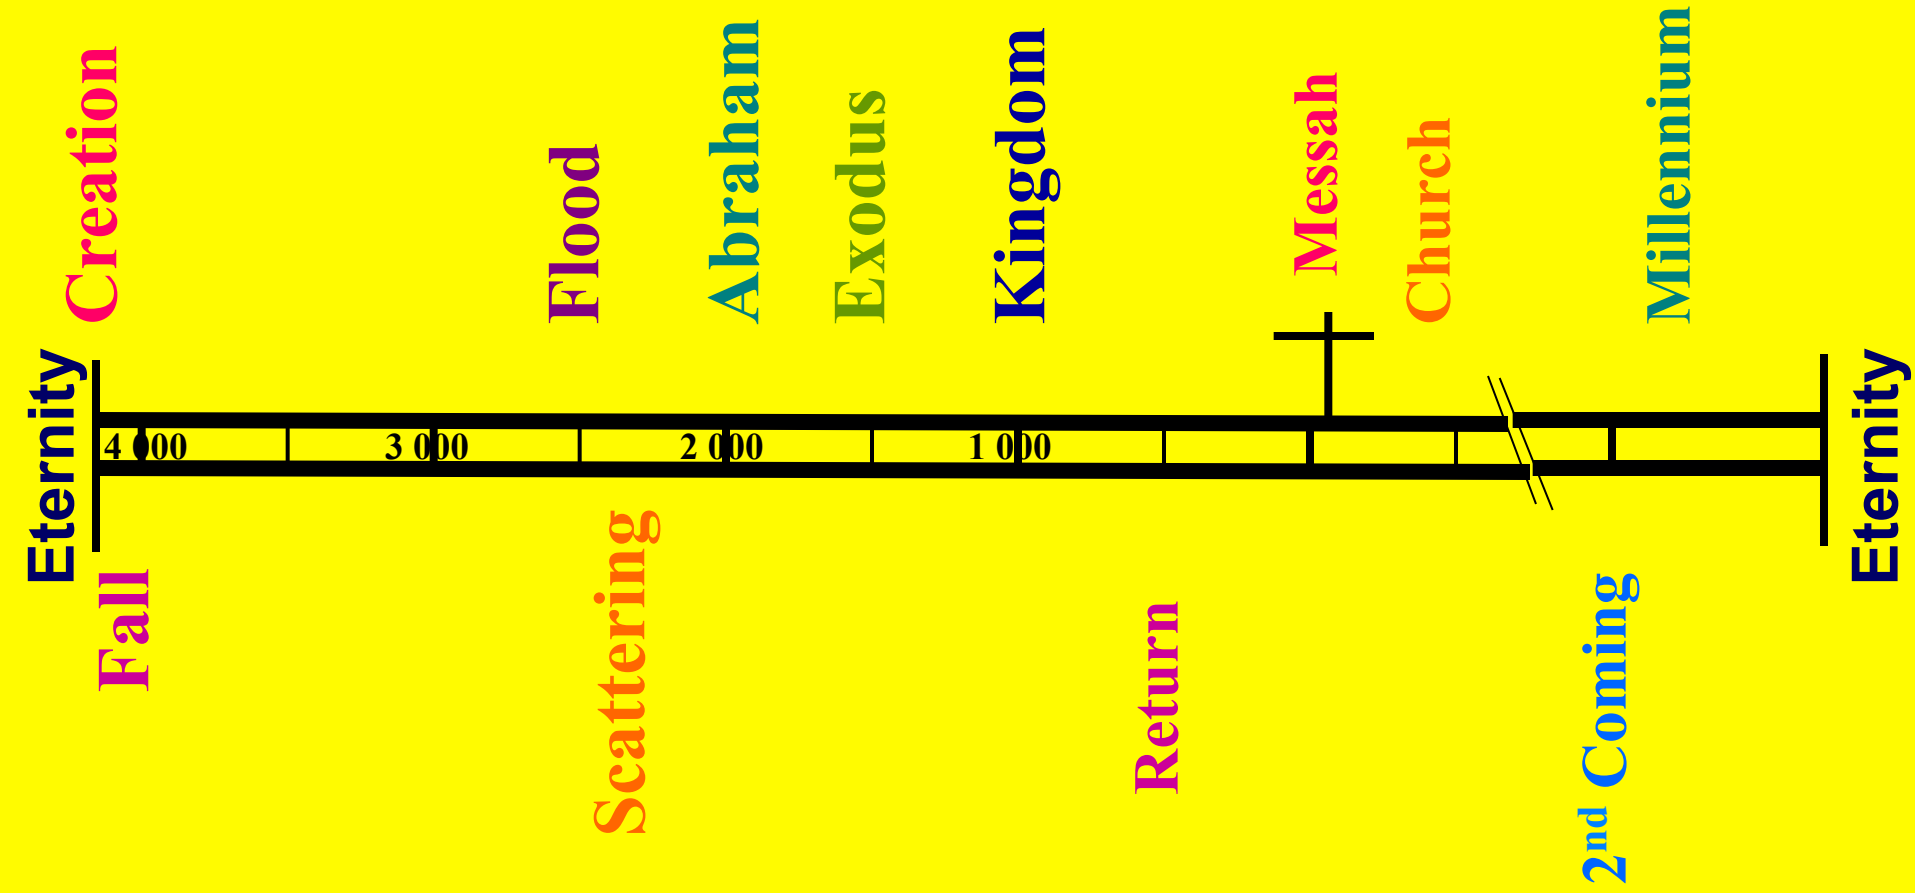 Creation
Flood
Abraham
Exodus
Kingdom
Messah
Church
Millennium
Eternity
4 000
3 000
2 000
1 000
Eternity
Fall
Scattering
Return
2nd Coming